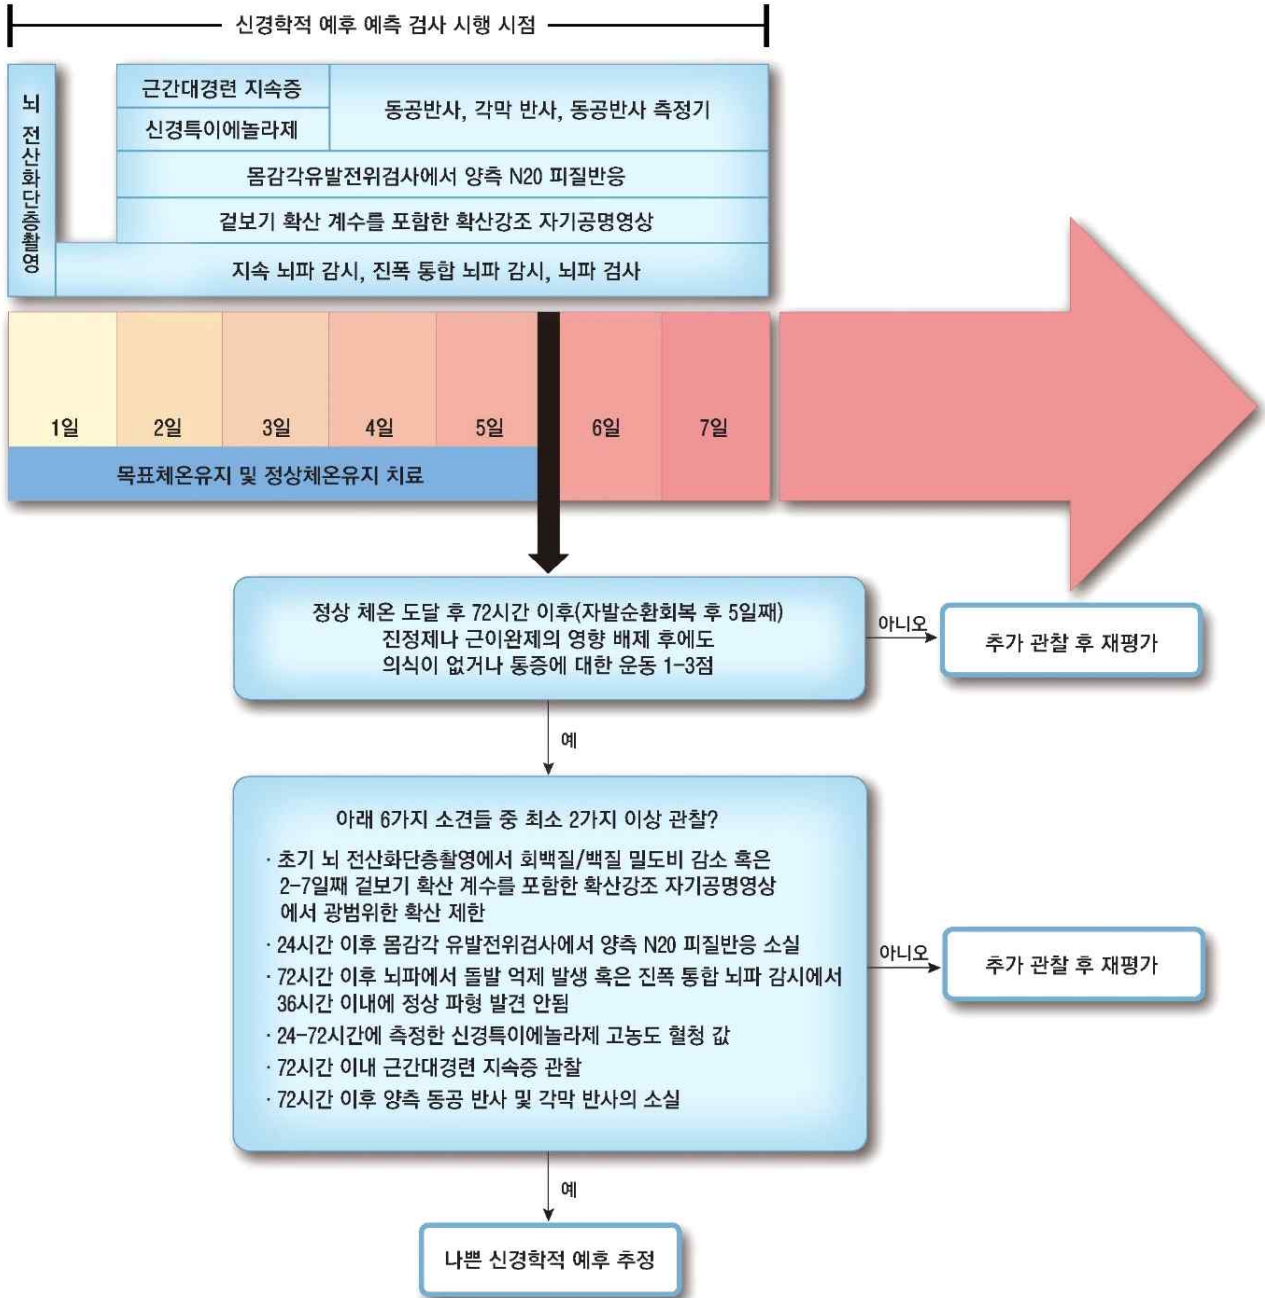 신경학적 예후 예측 검사 시행 시점
뇌 전산화단층촬영
근간대경련 지속증
신경특이에놀라제
동공반사, 각막 반사, 동공반사 측정기
몸감각유발전위검사에서 양측 N20 피질반응
겉보기 확산 계수를 포함한 확산강조 자기공명영상
지속 뇌파 감시, 진폭 통합 뇌파 감시, 뇌파 검사
1일
2일
3일
4일
5일
6일
7일
목표체온유지 및 정상체온유지 치료
정상 체온 도달 후 72시간 이후(자발순환회복 후 5일째)
진정제나 근이완제의 영향 배제 후에도
의식이 없거나 통증에 대한 운동 1-3점
아니오
추가 관찰 후 재평가
예
아래 6가지 소견들 중 최소 2가지 이상 관찰?
· 초기 뇌 전산화단층촬영에서 회백질/백질 밀도비 감소 혹은
2-7일째 겉보기 확산 계수를 포함한 확산강조 자기공명영상
에서 광범위한 확산 제한
· 24시간 이후 몸감각 유발전위검사에서 양측 N20 피질반응 소실
· 72시간 이후 뇌파에서 돌발 억제 발생 혹은 진폭 통합 뇌파 감시에서
36시간 이내에 정상 파형 발견 안됨
· 24-72시간에 측정한 신경특이에놀라제 고농도 혈청 값
· 72시간 이내 근간대경련 지속증 관찰
· 72시간 이후 양측 동공 반사 및 각막 반사의 소실
아니오
추가 관찰 후 재평가
예
나쁜 신경학적 예후 추정